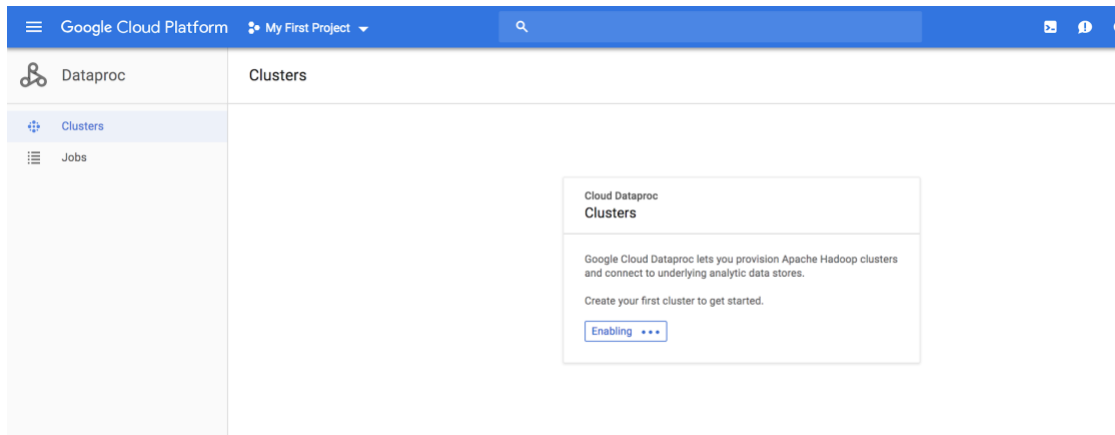 Google Cloud Platform
My First Project
Dataproc
Clusters
Clusters
Jobs
Cloud Dataproc
Clusters
Google Cloud Dataproc lets you provision Apache Hadoop clusters
and connect to underlying analytic data stores.
Create your first cluster to get started.
Enabling